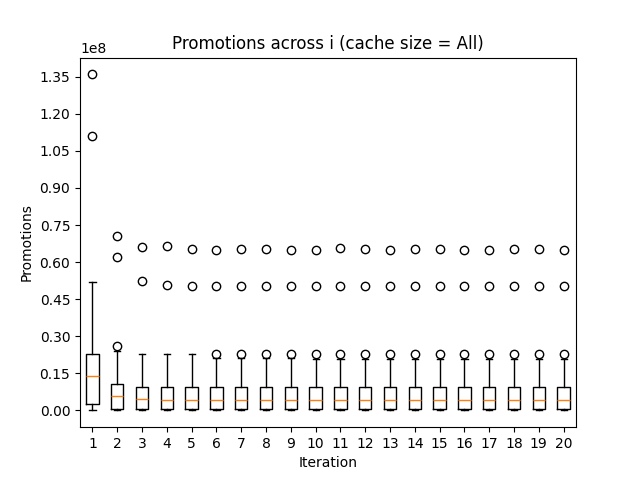 Promotions across i (cache size = All)
1e8
1.35
1.20
1.05
0.90
0.75
0.60
0.45
0.30
0.15
0.00
Promotions
1 2 3 4 5 6 7 8 9 10 11 12 13 14 15 16 17 18 19 20
Iteration